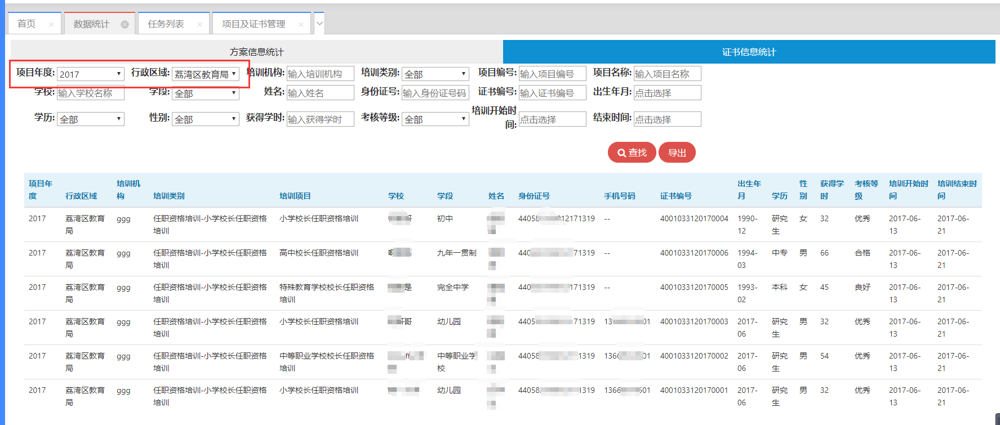 首页 数据统计 任务列表 项目及证书管理
方案信息统计 证书信息统计
项目年度: 2017 行政区域: 荔湾区教育局 培训机构: 输入培训机构 培训类别: 全部 项目编号: 输入项目编号 项目名称: 输入项目名称
学校: 输入学校名称 学段: 全部 姓名: 输入姓名 身份证号: 输入身份证号码 证书编号: 输入证书编号 出生年月: 点击选择
学历: 全部 性别: 全部 获得学时: 输入获得学时 考核等级: 全部 培训开始时间: 点击选择 结束时间: 点击选择
查找 导出
项目年度 行政区域 培训机构 培训类别 培训项目 学校 学段 姓名 身份证号 手机号码 证书编号 出生年月 学历 性别 获得学时 考核等级 培训开始时间 培训结束时间
2017 荔湾区教育局 ggg 任职资格培训-小学校长任职资格培训 小学校长任职资格培训 初中 44058 012171319 -- 4001033120170004 1990-12 研究生 女 32 优秀 2017-06-13 2017-06-21
2017 荔湾区教育局 ggg 任职资格培训-小学校长任职资格培训 高中校长任职资格培训 九年一贯制 440 71319 -- 4001033120170006 1994-03 中专 男 66 合格 2017-06-13 2017-06-21
2017 荔湾区教育局 ggg 任职资格培训-小学校长任职资格培训 特殊教育学校校长任职资格培训 是 完全中学 440 171319 -- 4001033120170005 1993-02 本科 女 45 良好 2017-06-13 2017-06-21
2017 荔湾区教育局 ggg 任职资格培训-小学校长任职资格培训 小学校长任职资格培训 哥 幼儿园 4405 71319 13 01 4001033120170003 2017-06 研究生 男 32 优秀 2017-06-13 2017-06-21
2017 荔湾区教育局 ggg 任职资格培训-小学校长任职资格培训 中等职业学校校长任职资格培训 中等职业学校 44058 1319 1366 01 4001033120170002 2017-06 研究生 男 54 优秀 2017-06-13 2017-06-21
2017 荔湾区教育局 ggg 任职资格培训-小学校长任职资格培训 小学校长任职资格培训 幼儿园 44058 1319 1366 501 4001033120170001 2017-06 研究生 男 32 优秀 2017-06-13 2017-06-21